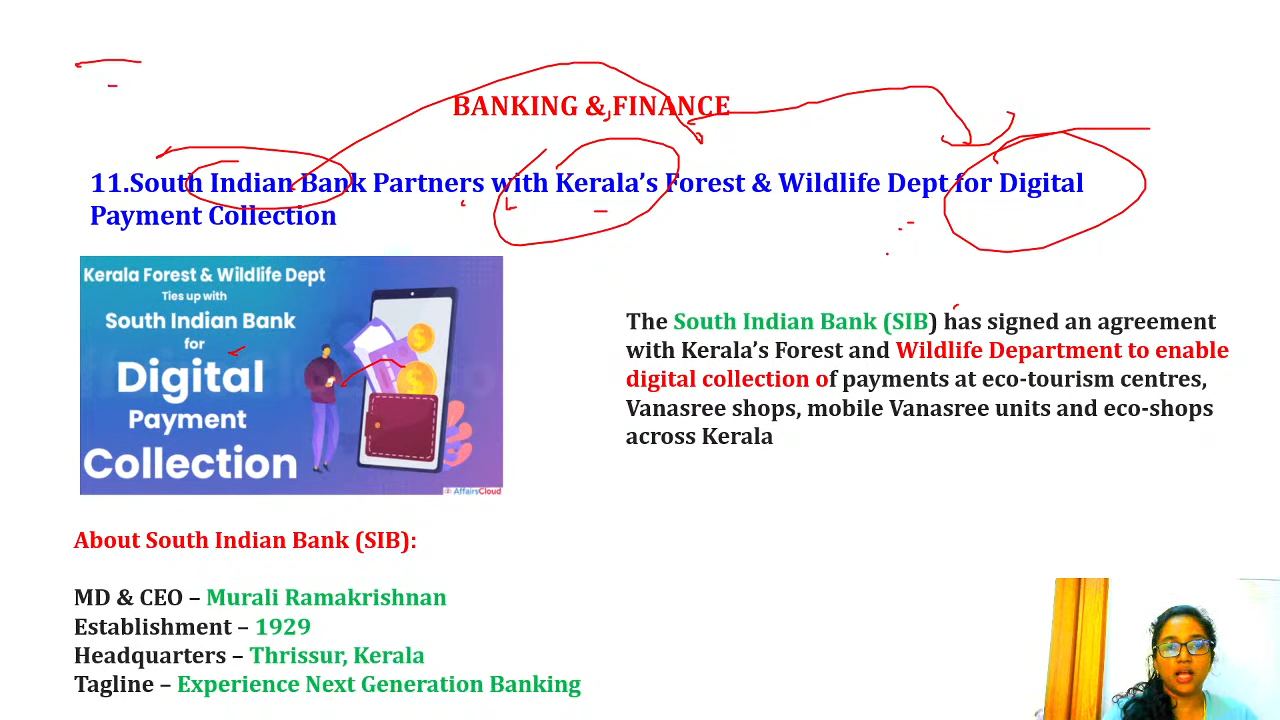 BANKING & FINANCE
11.South Indian Bank Partners with Kerala's Forest & Wildlife Dept for Digital
Payment Collection
Kerala Forest & Wildlife Dept
Ties up with
South Indian Bank
for
Digital
Payment
Collection
AffairsCloud
The South Indian Bank (SIB) has signed an agreement
with Kerala's Forest and Wildlife Department to enable
digital collection of payments at eco-tourism centres,
Vanasree shops, mobile Vanasree units and eco-shops
across Kerala
About South Indian Bank (SIB):
MD & CEO – Murali Ramakrishnan
Establishment – 1929
Headquarters – Thrissur, Kerala
Tagline – Experience Next Generation Banking